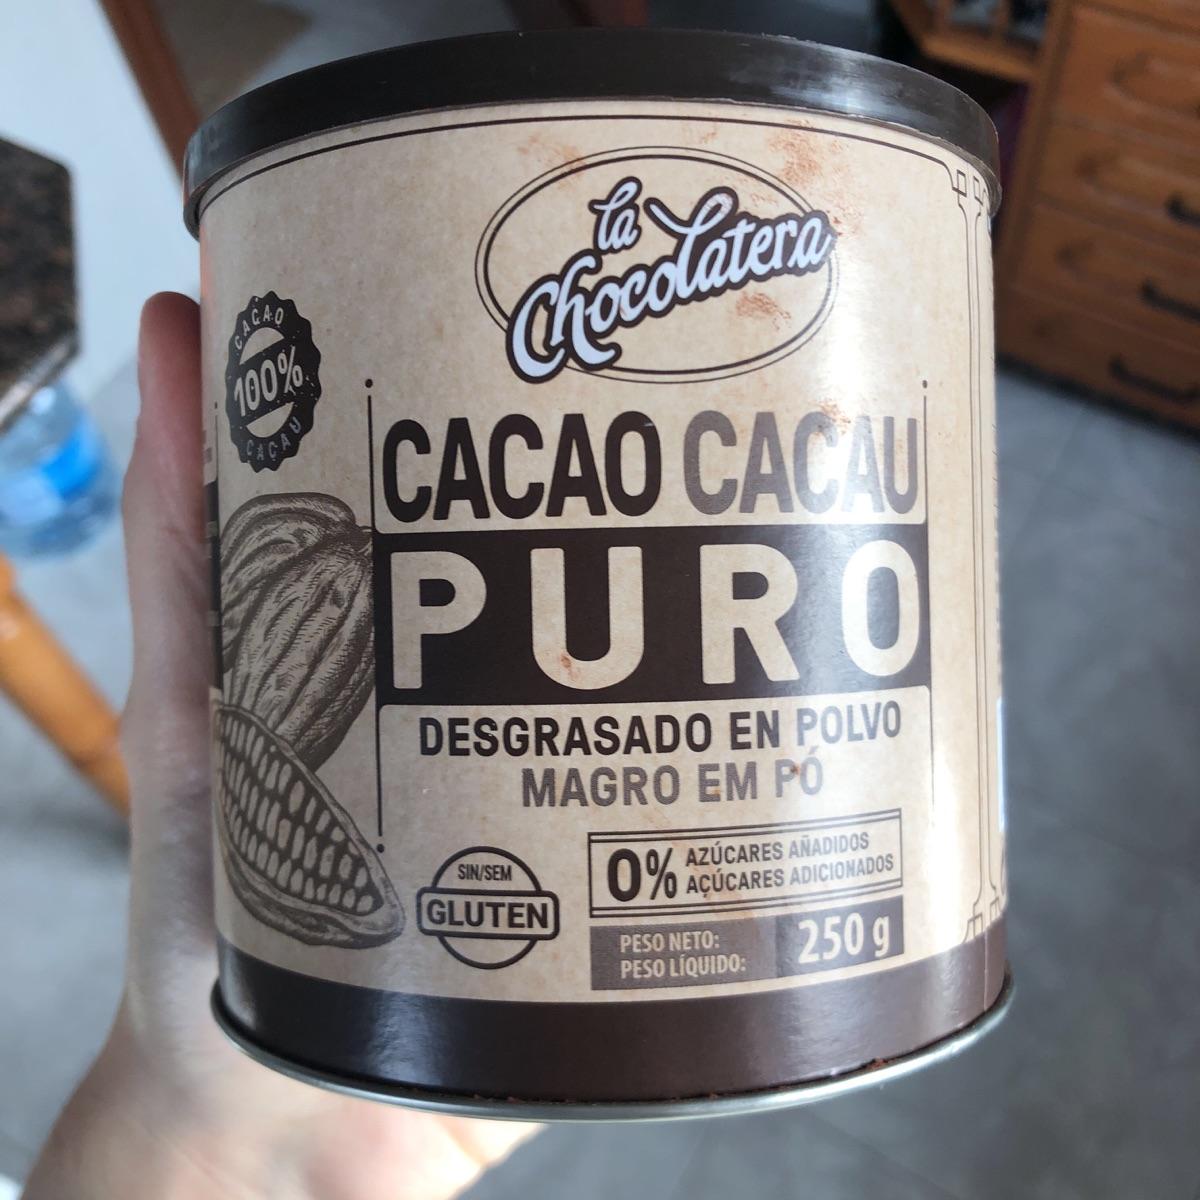 la
Chocolatera
CACAO
100%
CACAU
CACAO CACAU
PURO
DESGRASADO EN POLVO
MAGRO EM PÓ
SIN/SEM
GLUTEN
0% AZÚCARES AÑADIDOS
AÇÚCARES ADICIONADOS
PESO NETO:
PESO LÍQUIDO:
250 g